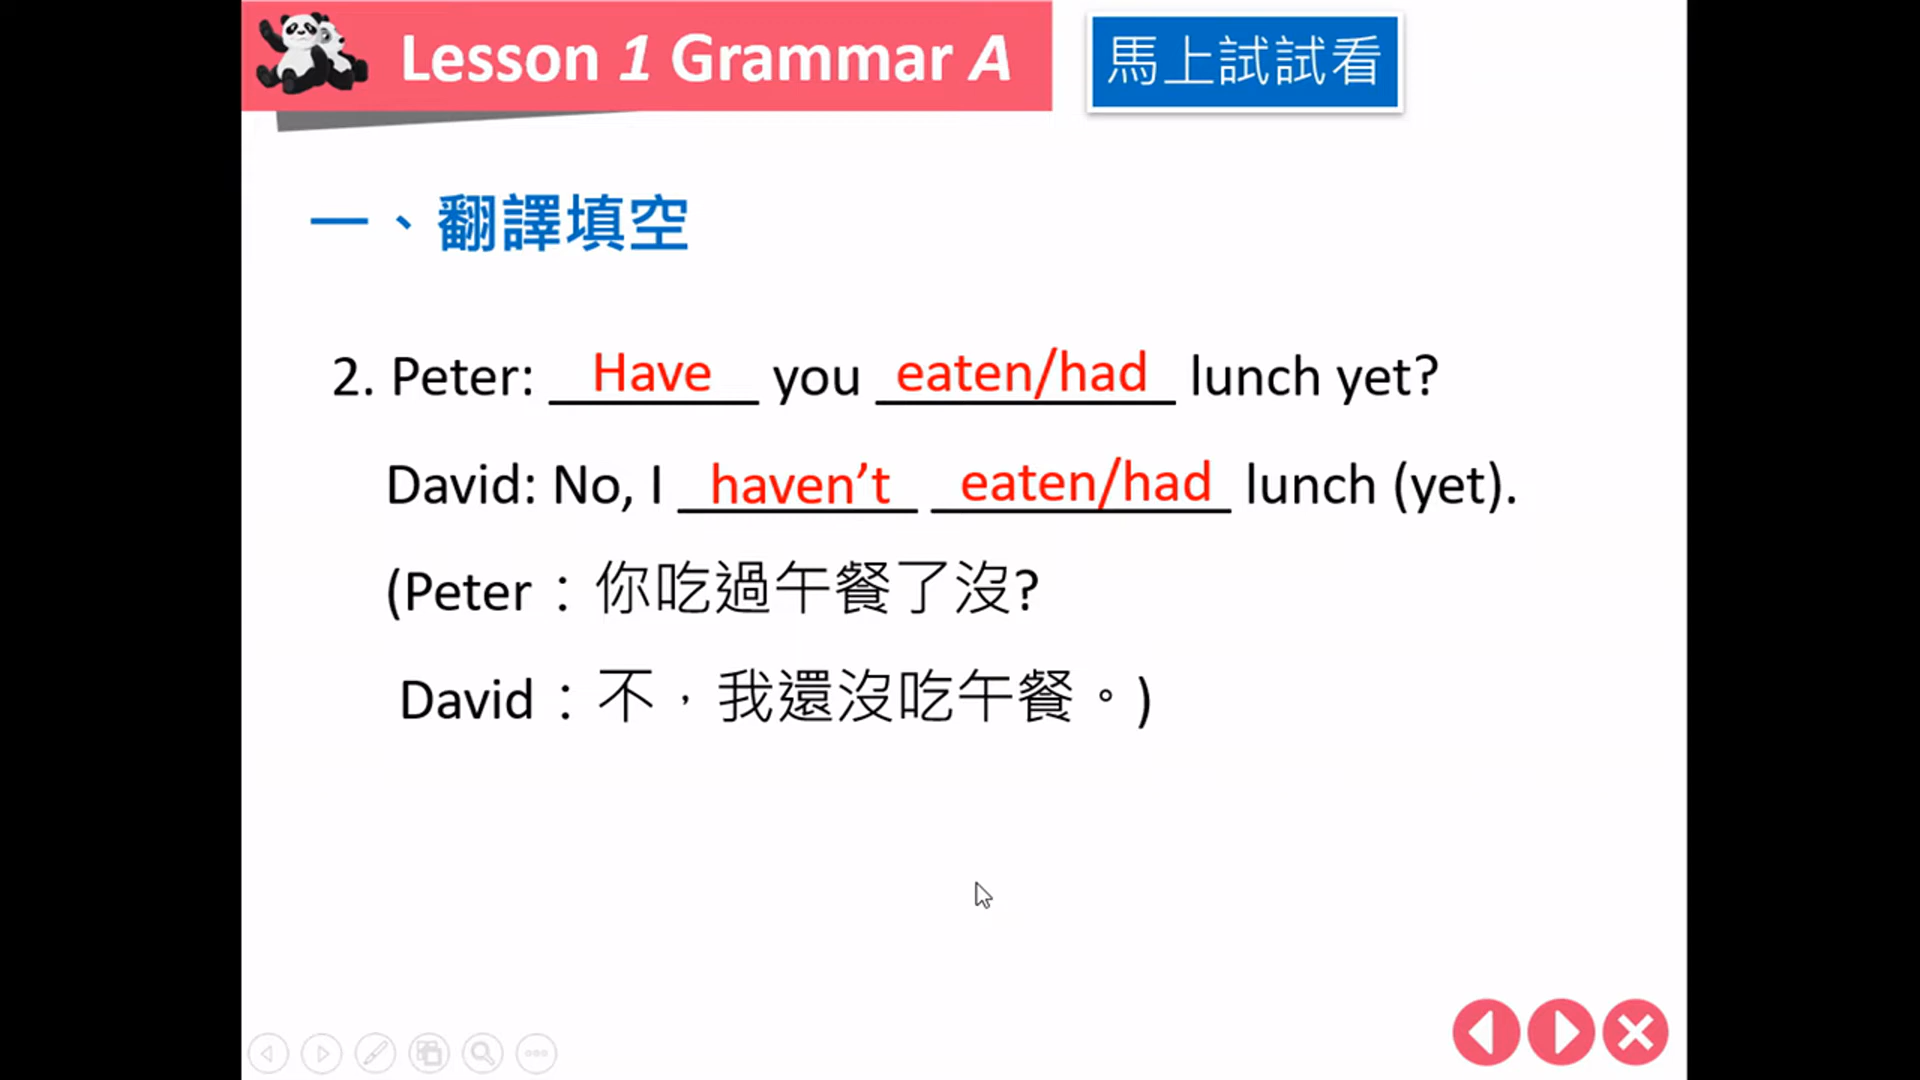 Lesson 1 Grammar A
馬上試試看
一、翻譯填空
2. Peter: Have you eaten/had lunch yet?
David: No, I haven’t eaten/had lunch (yet).
(Peter：你吃過午餐了沒?
David：不，我還沒吃午餐。)